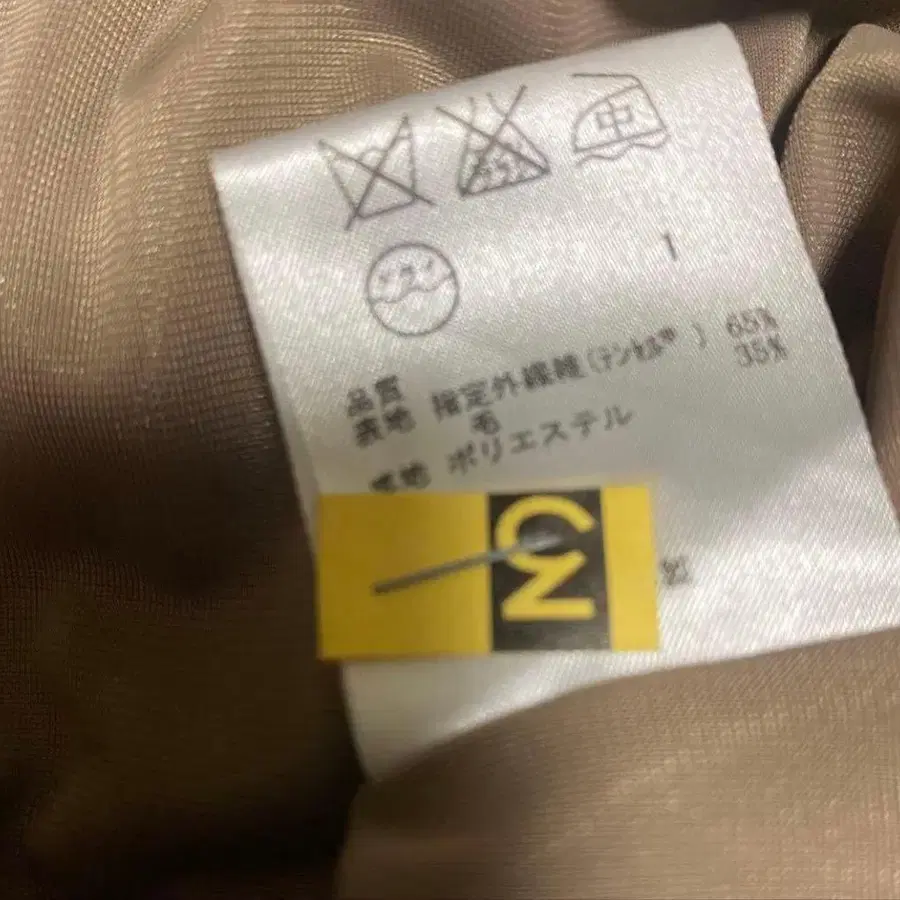 中
1
品質
表地 指定外繊維(テンセル®) 65%
毛 35%
ポリエステル